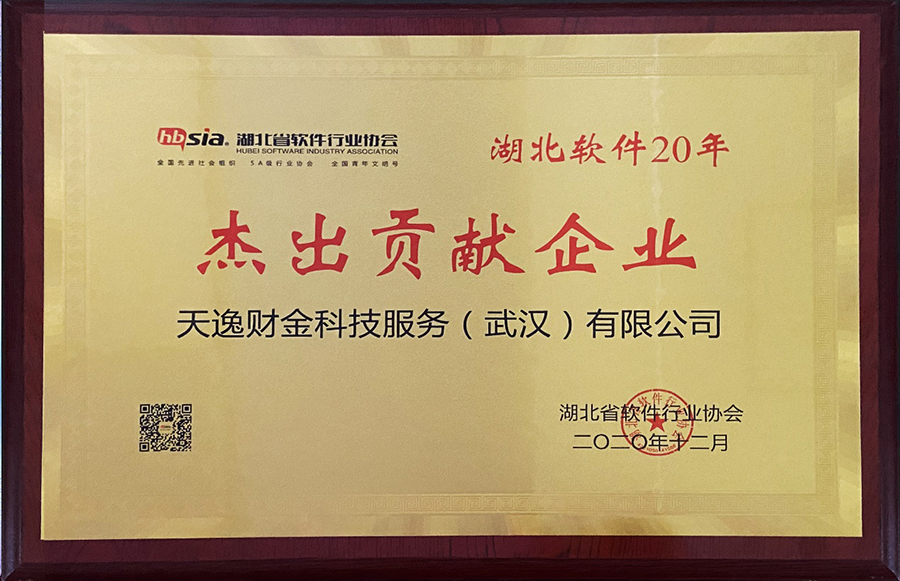 hbsia® 湖北省软件行业协会
HUBEI SOFTWARE INDUSTRY ASSOCIATION
全国先进社会组织 5A级行业协会 全国青年文明号
湖北软件20年
杰出贡献企业
天逸财金科技服务（武汉）有限公司
湖北省软件行业协会
二〇二〇年十二月